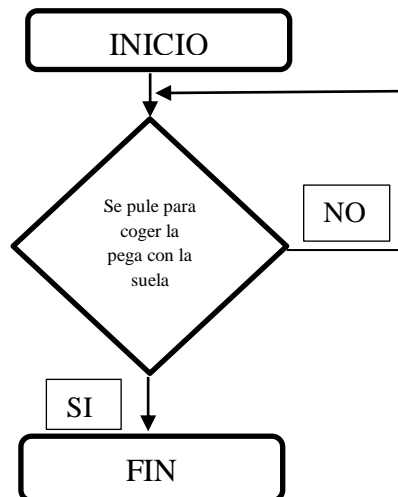 INICIO
Se pule para
coger la
pega con la
suela
NO
SI
FIN